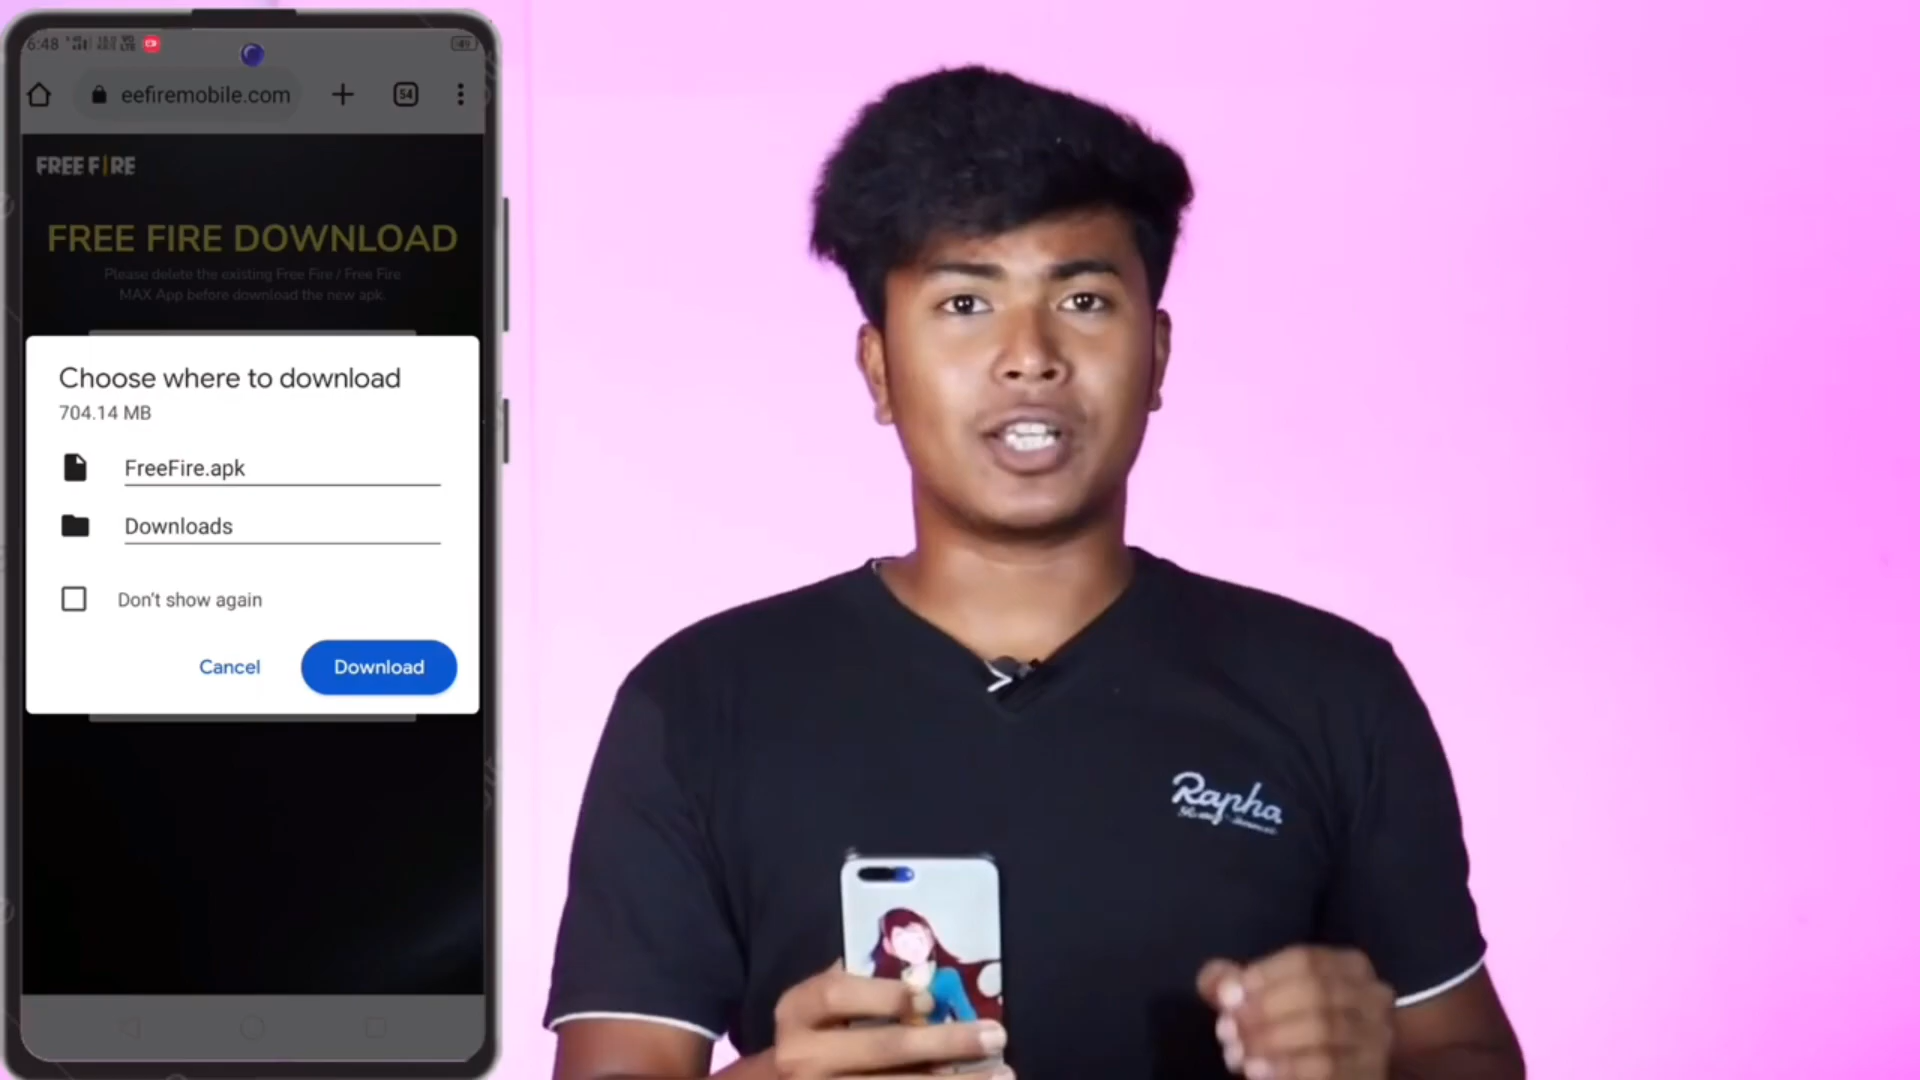 6:48
eefiremobile.com
54
FREE FIRE
FREE FIRE DOWNLOAD
Please delete the existing Free Fire / Free Fire
MAX App before download the new apk.
Choose where to download
704.14 MB
FreeFire.apk
Downloads
Don't show again
Cancel
Download
Rapha